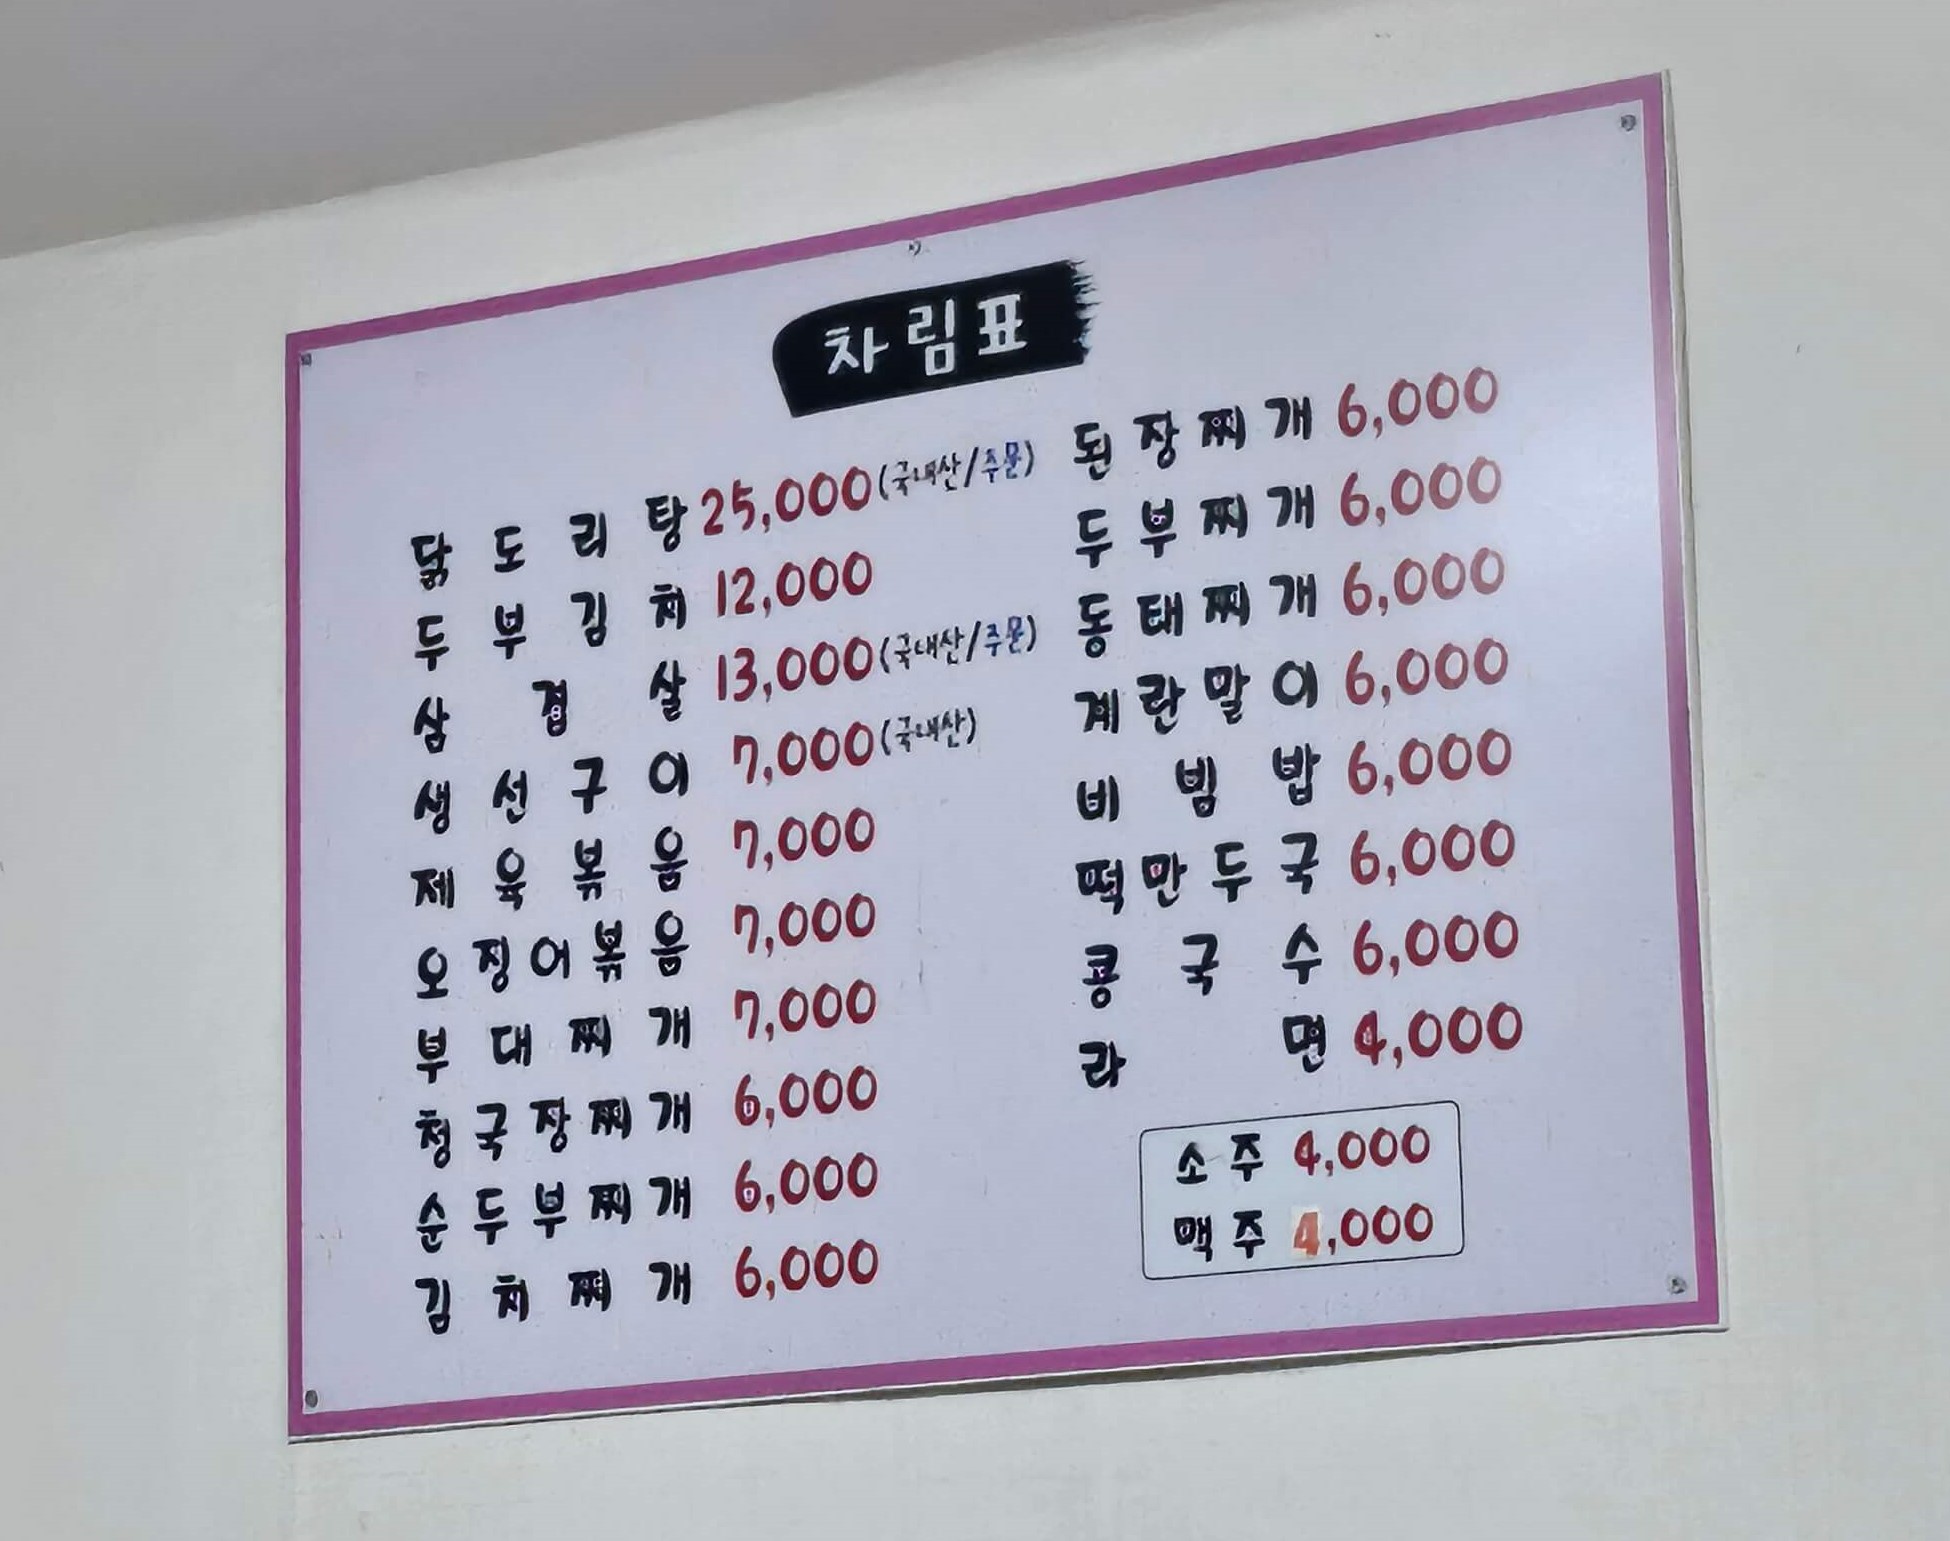 차림표
닭도리탕 25,000 (국내산/주문)
두부김치 12,000
삼겹살 13,000 (국내산/주문)
생선구이 7,000 (국내산)
제육볶음 7,000
오징어볶음 7,000
부대찌개 7,000
청국장찌개 6,000
순두부찌개 6,000
김치찌개 6,000
된장찌개 6,000
두부찌개 6,000
동태찌개 6,000
계란말이 6,000
비빔밥 6,000
떡만두국 6,000
콩국수 6,000
라면 4,000
소주 4,000
맥주 4,000